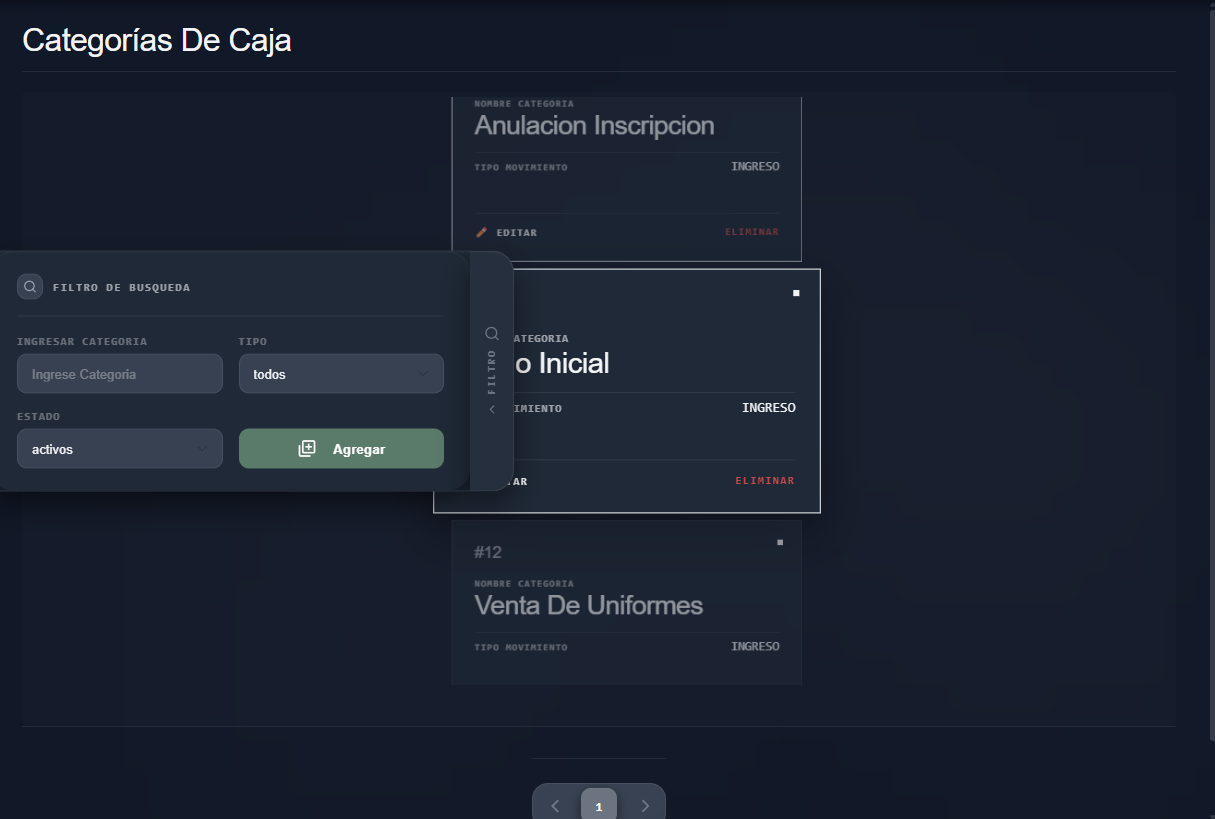 Categorías De Caja
NOMBRE CATEGORIA
Anulacion Inscripcion
TIPO MOVIMIENTO INGRESO
EDITAR ELIMINAR
FILTRO DE BUSQUEDA
INGRESAR CATEGORIA TIPO
Ingrese Categoria todos
ESTADO
activos Agregar
FILTRO
ATEGORIA
o Inicial
IMIENTO INGRESO
TAR ELIMINAR
#12
NOMBRE CATEGORIA
Venta De Uniformes
TIPO MOVIMIENTO INGRESO
1